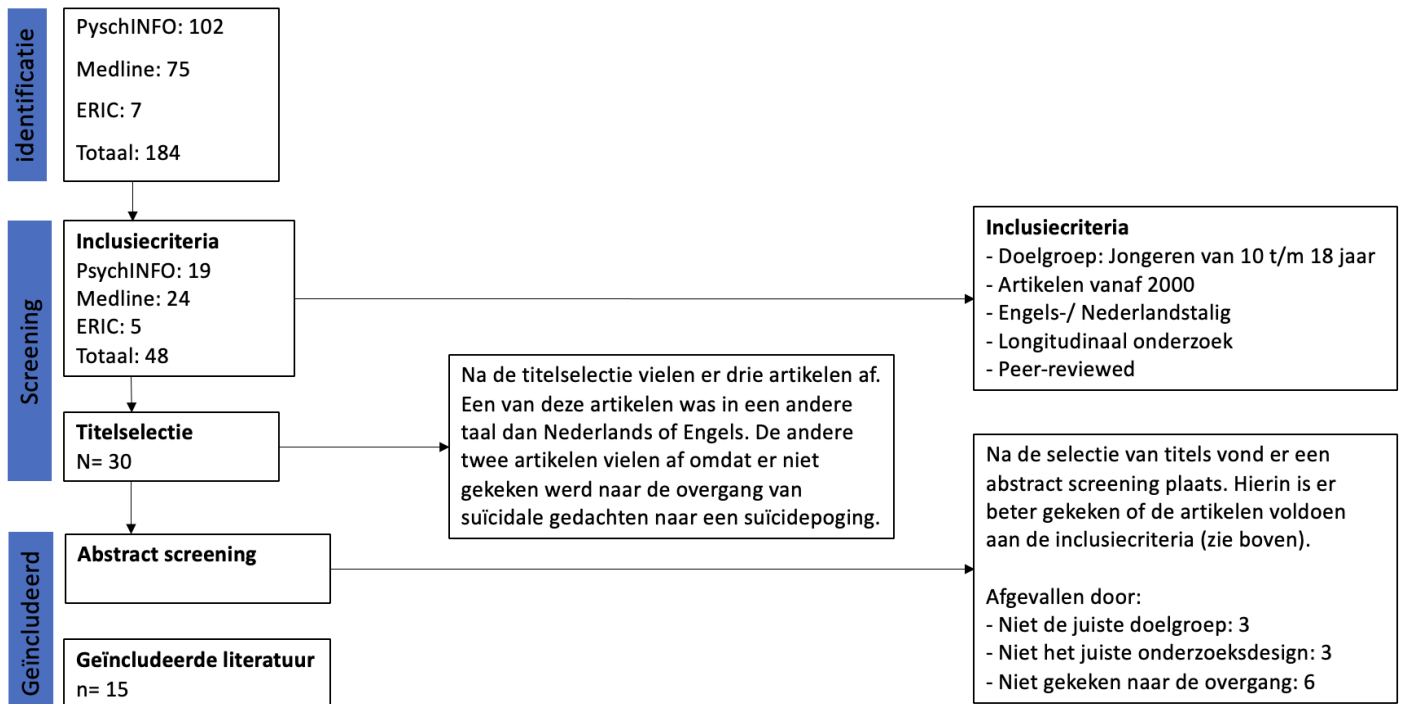 identificatie
PyschINFO: 102
Medline: 75
ERIC: 7
Totaal: 184
Screening
Inclusiecriteria
PsychINFO: 19
Medline: 24
ERIC: 5
Totaal: 48
Inclusiecriteria
- Doelgroep: Jongeren van 10 t/m 18 jaar
- Artikelen vanaf 2000
- Engels-/ Nederlandstalig
- Longitudinaal onderzoek
- Peer-reviewed
Titelselectie
N= 30
Na de titelselectie vielen er drie artikelen af.
Een van deze artikelen was in een andere
taal dan Nederlands of Engels. De andere
twee artikelen vielen af omdat er niet
gekeken werd naar de overgang van
suïcidale gedachten naar een suïcidepoging.
Geïncludeerd
Abstract screening
Na de selectie van titels vond er een
abstract screening plaats. Hierin is er
beter gekeken of de artikelen voldoen
aan de inclusiecriteria (zie boven).
Afgevallen door:
- Niet de juiste doelgroep: 3
- Niet het juiste onderzoeksdesign: 3
- Niet gekeken naar de overgang: 6
Geïncludeerde literatuur
n= 15